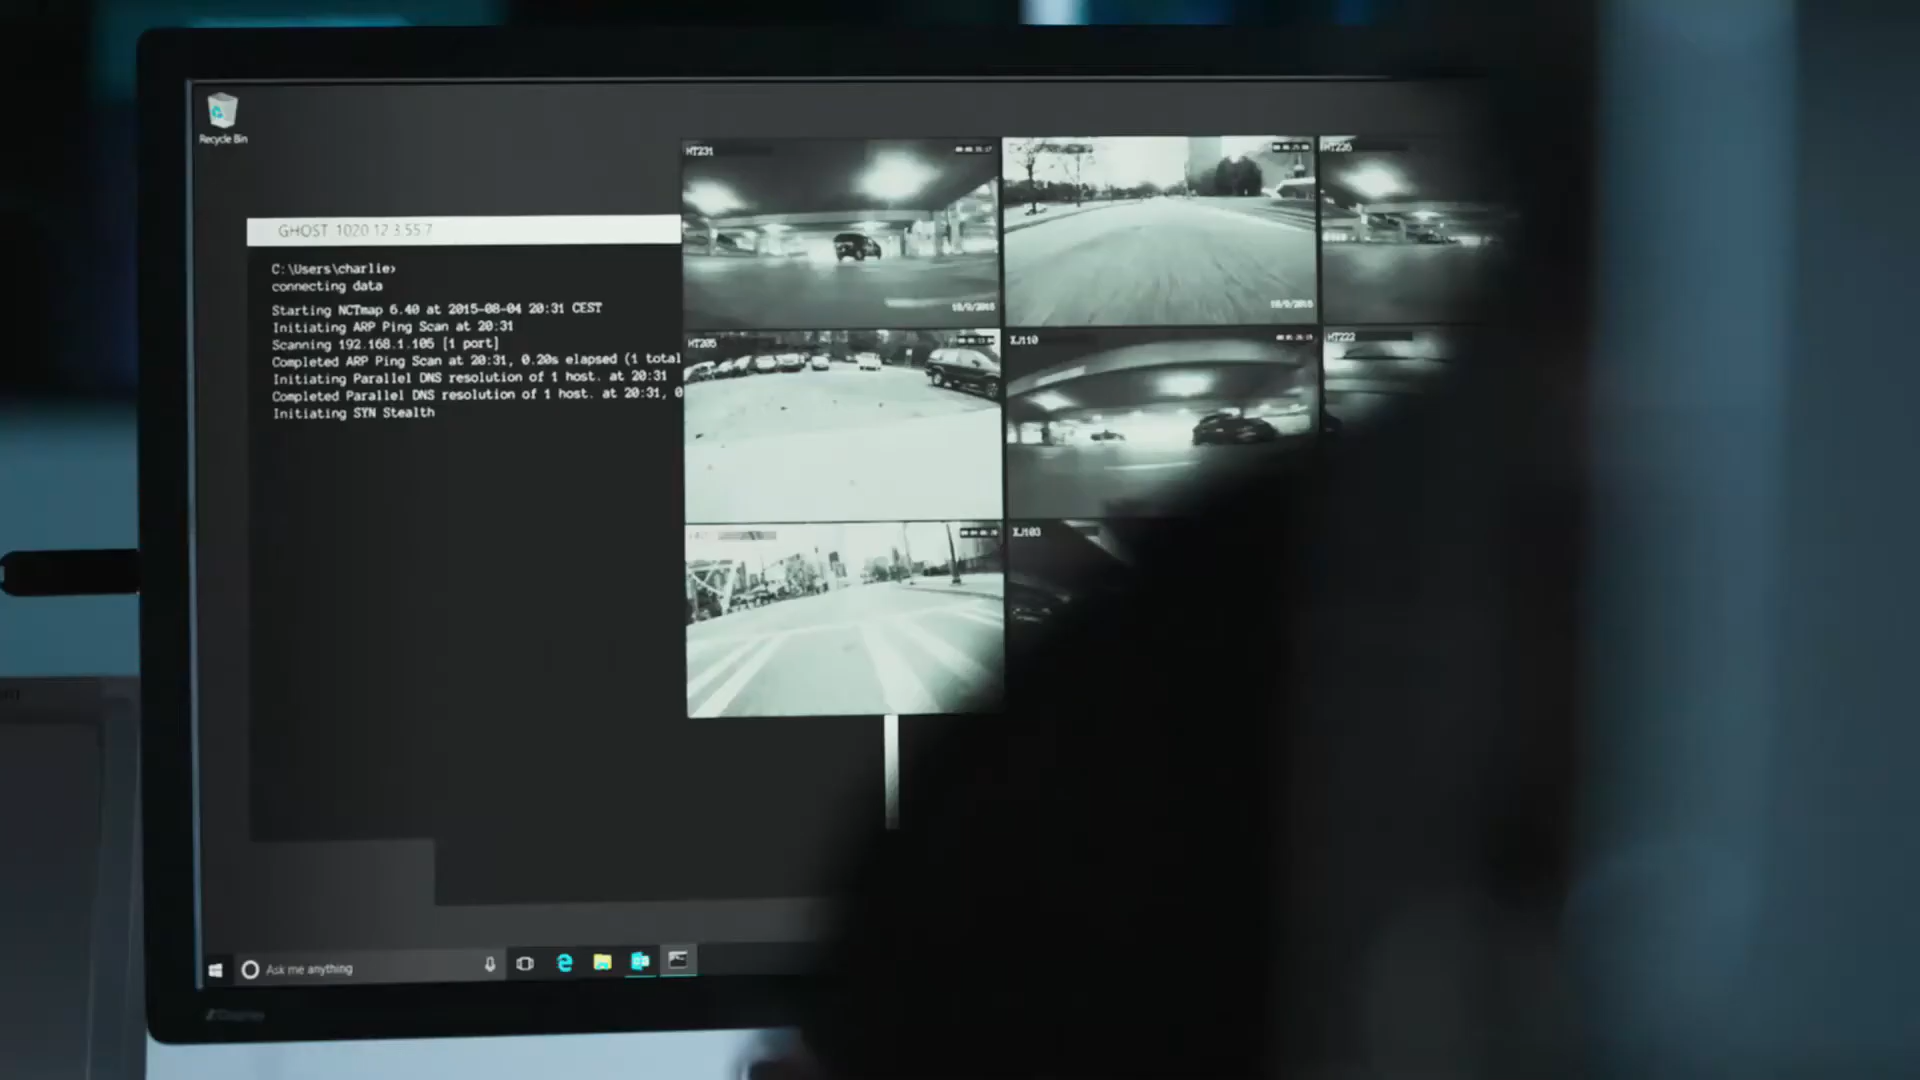 Recycle Bin
GHOST 1020.12.3.55.7
C:\Users\charlie>
connecting data
Starting NCTmap 6.40 at 2015-08-04 20:31 CEST
Initiating ARP Ping Scan at 20:31
Scanning 192.168.1.105 [1 port]
Completed ARP Ping Scan at 20:31, 0.20s elapsed (1 total
Initiating Parallel DNS resolution of 1 host. at 20:31
Completed Parallel DNS resolution of 1 host. at 20:31, 0
Initiating SYN Stealth
HT231
HT226
HT205
XJ110
HT222
XJ103
Ask me anything